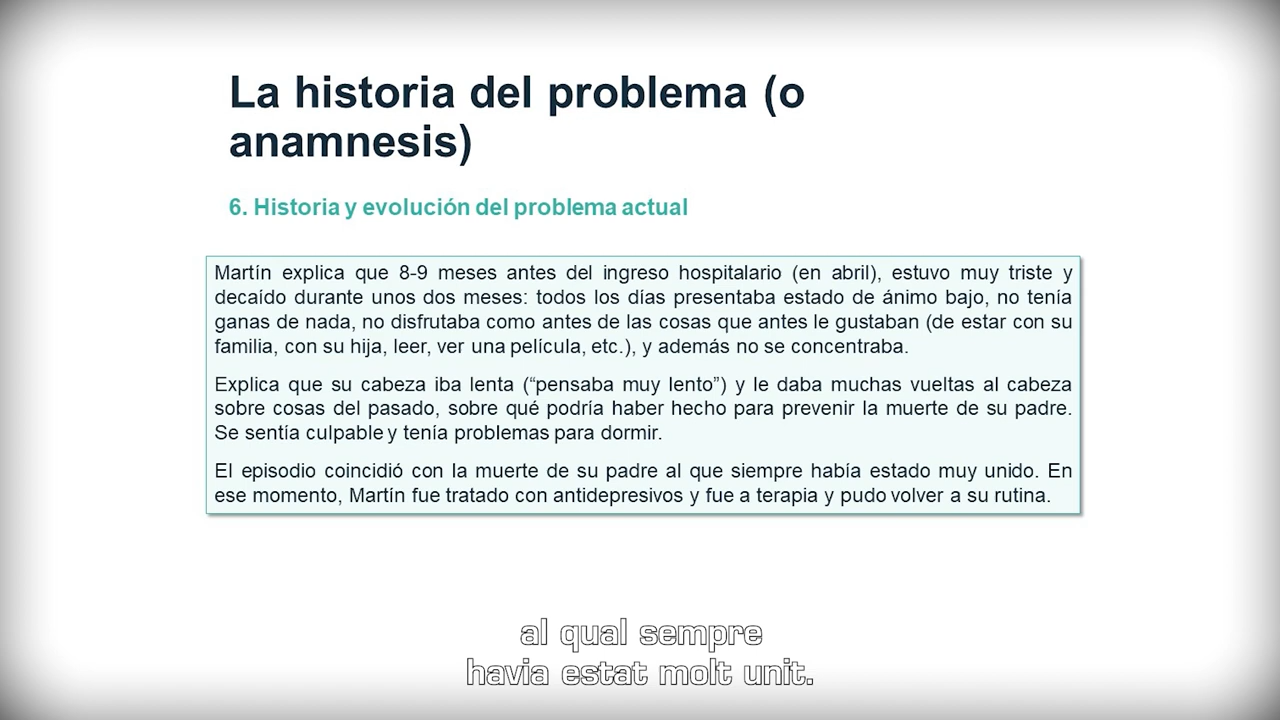 La historia del problema (o
anamnesis)
6. Historia y evolución del problema actual
Martín explica que 8-9 meses antes del ingreso hospitalario (en abril), estuvo muy triste y
decaído durante unos dos meses: todos los días presentaba estado de ánimo bajo, no tenía
ganas de nada, no disfrutaba como antes de las cosas que antes le gustaban (de estar con su
familia, con su hija, leer, ver una película, etc.), y además no se concentraba.
Explica que su cabeza iba lenta (“pensaba muy lento”) y le daba muchas vueltas al cabeza
sobre cosas del pasado, sobre qué podría haber hecho para prevenir la muerte de su padre.
Se sentía culpable y tenía problemas para dormir.
El episodio coincidió con la muerte de su padre al que siempre había estado muy unido. En
ese momento, Martín fue tratado con antidepresivos y fue a terapia y pudo volver a su rutina.
al qual sempre
havia estat molt unit.